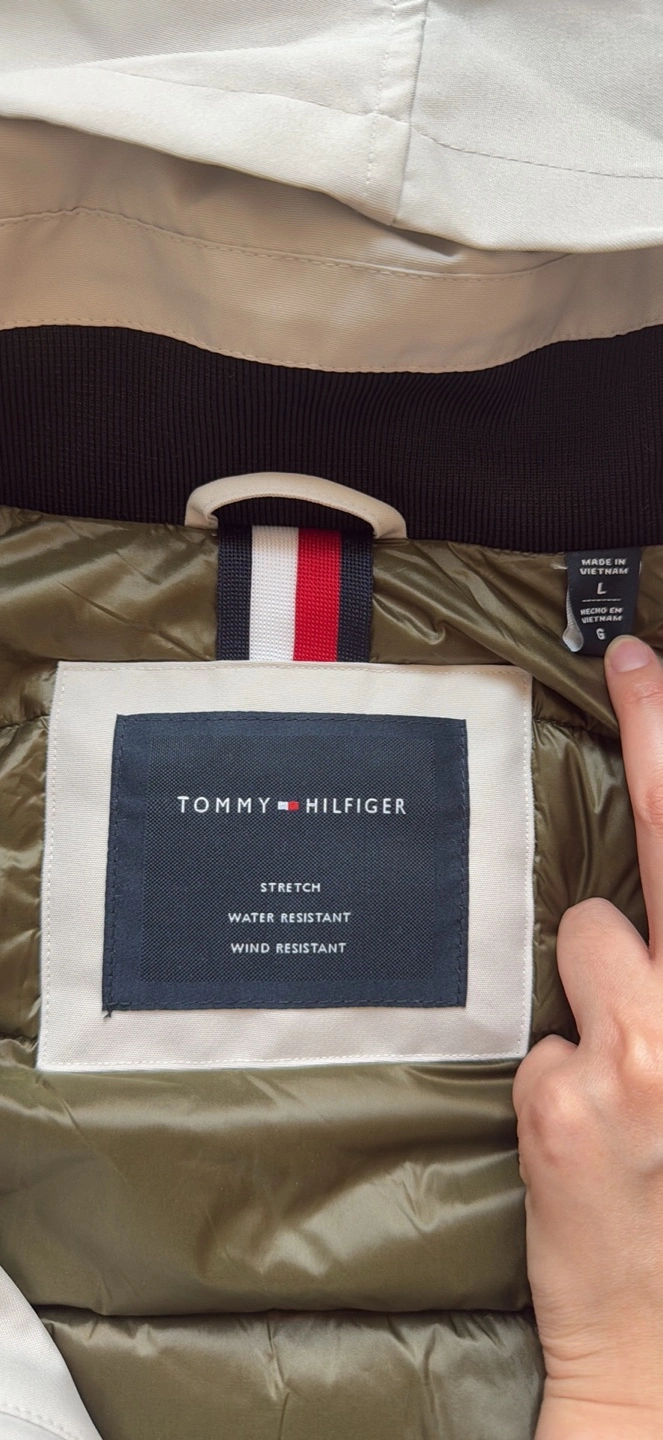 MADE IN
VIETNAM
L
HECHO EN
VIETNAM
G
TOMMY HILFIGER
STRETCH
WATER RESISTANT
WIND RESISTANT